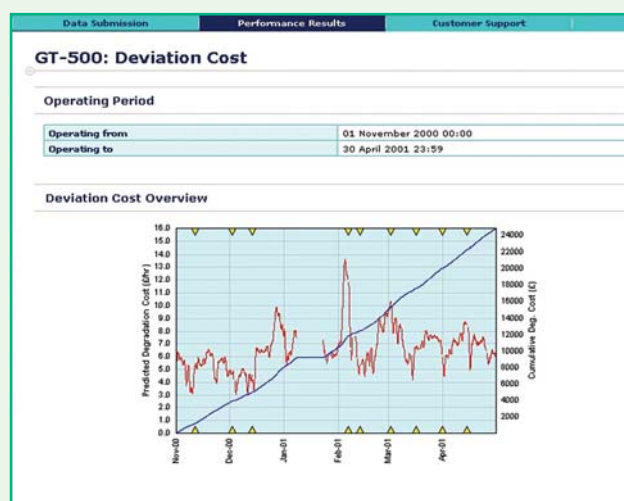 Data Submission Performance Results Customer Support
GT-500: Deviation Cost
Operating Period
Operating from 01 November 2000 00:00
Operating to 30 April 2001 23:59
Deviation Cost Overview
Predicted Degradation Cost (£/hr)
16.0
15.0
14.0
13.0
12.0
11.0
10.0
9.0
8.0
7.0
6.0
5.0
4.0
3.0
2.0
1.0
0.0
24000
22000
20000
18000
16000
14000
12000
10000
8000
6000
4000
2000
Cumulative Deg. Cost (£)
Nov-00
Dec-00
Jan-01
Feb-01
Mar-01
Apr-01